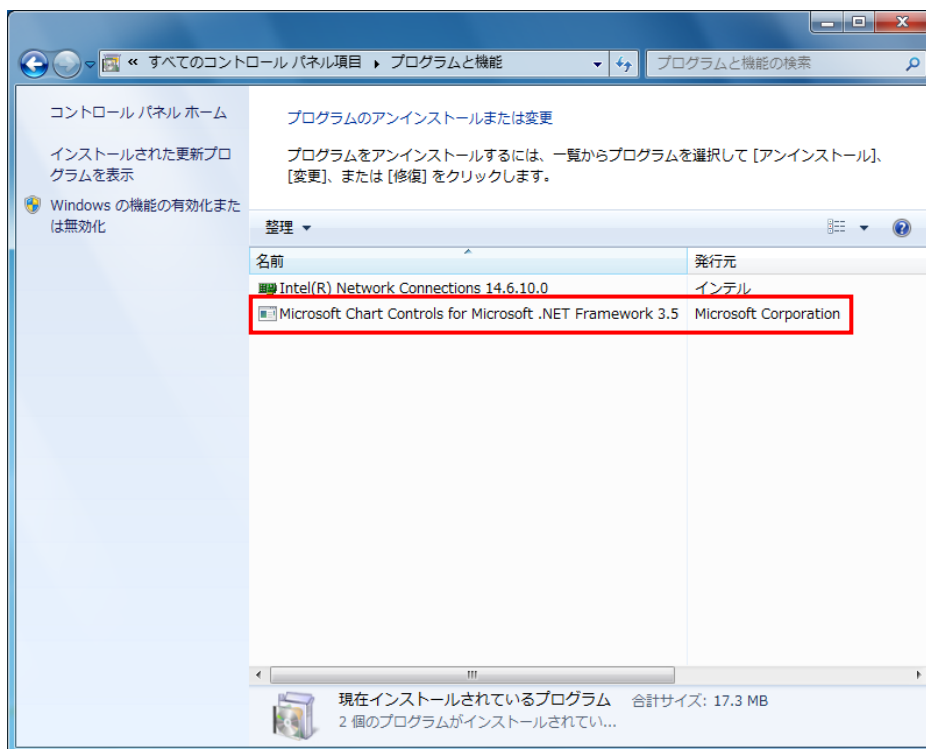 « すべてのコントロール パネル項目 ▸ プログラムと機能
プログラムと機能の検索
コントロール パネル ホーム
インストールされた更新プロ
グラムを表示
Windows の機能の有効化また
は無効化
プログラムのアンインストールまたは変更
プログラムをアンインストールするには、一覧からプログラムを選択して [アンインストール]、
[変更]、または [修復] をクリックします。
整理
名前 発行元
Intel(R) Network Connections 14.6.10.0 インテル
Microsoft Chart Controls for Microsoft .NET Framework 3.5 Microsoft Corporation
現在インストールされているプログラム 合計サイズ: 17.3 MB
2 個のプログラムがインストールされてい...